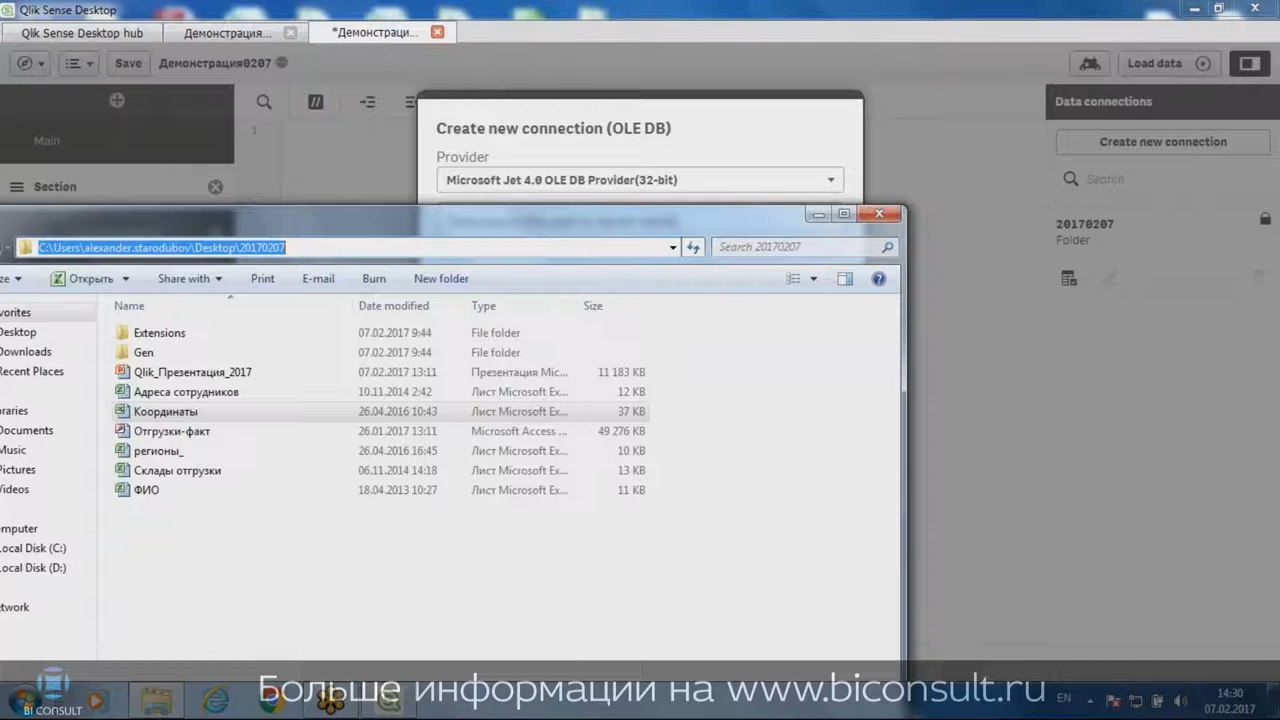 Qlik Sense Desktop
Qlik Sense Desktop hub
Демонстрация...
*Демонстраци...
Save
Демонстрация0207
Load data
Main
1
Section
Create new connection (OLE DB)
Provider
Microsoft Jet 4.0 OLE DB Provider(32-bit)
Data connections
Create new connection
Search
20170207
Folder
C:\Users\alexander.starodubov\Desktop\20170207
Search 20170207
ze
Открыть
Share with
Print
E-mail
Burn
New folder
Name
Date modified
Type
Size
vorites
Desktop
Downloads
Recent Places
braries
Documents
Music
Pictures
Videos
mputer
Local Disk (C:)
Local Disk (D:)
etwork
Extensions 07.02.2017 9:44 File folder
Gen 07.02.2017 9:44 File folder
Qlik_Презентация_2017 07.02.2017 13:11 Презентация Mic... 11 183 KB
Адреса сотрудников 10.11.2014 2:42 Лист Microsoft Ex... 12 KB
Координаты 26.04.2016 10:43 Лист Microsoft Ex... 37 KB
Отгрузки-факт 26.01.2017 13:11 Microsoft Access ... 49 276 KB
регионы_ 26.04.2016 16:45 Лист Microsoft Ex... 10 KB
Склады отгрузки 06.11.2014 14:18 Лист Microsoft Ex... 13 KB
ФИО 18.04.2013 10:27 Лист Microsoft Ex... 11 KB
BI CONSULT
Больше информации на www.biconsult.ru
EN
14:30
07.02.2017